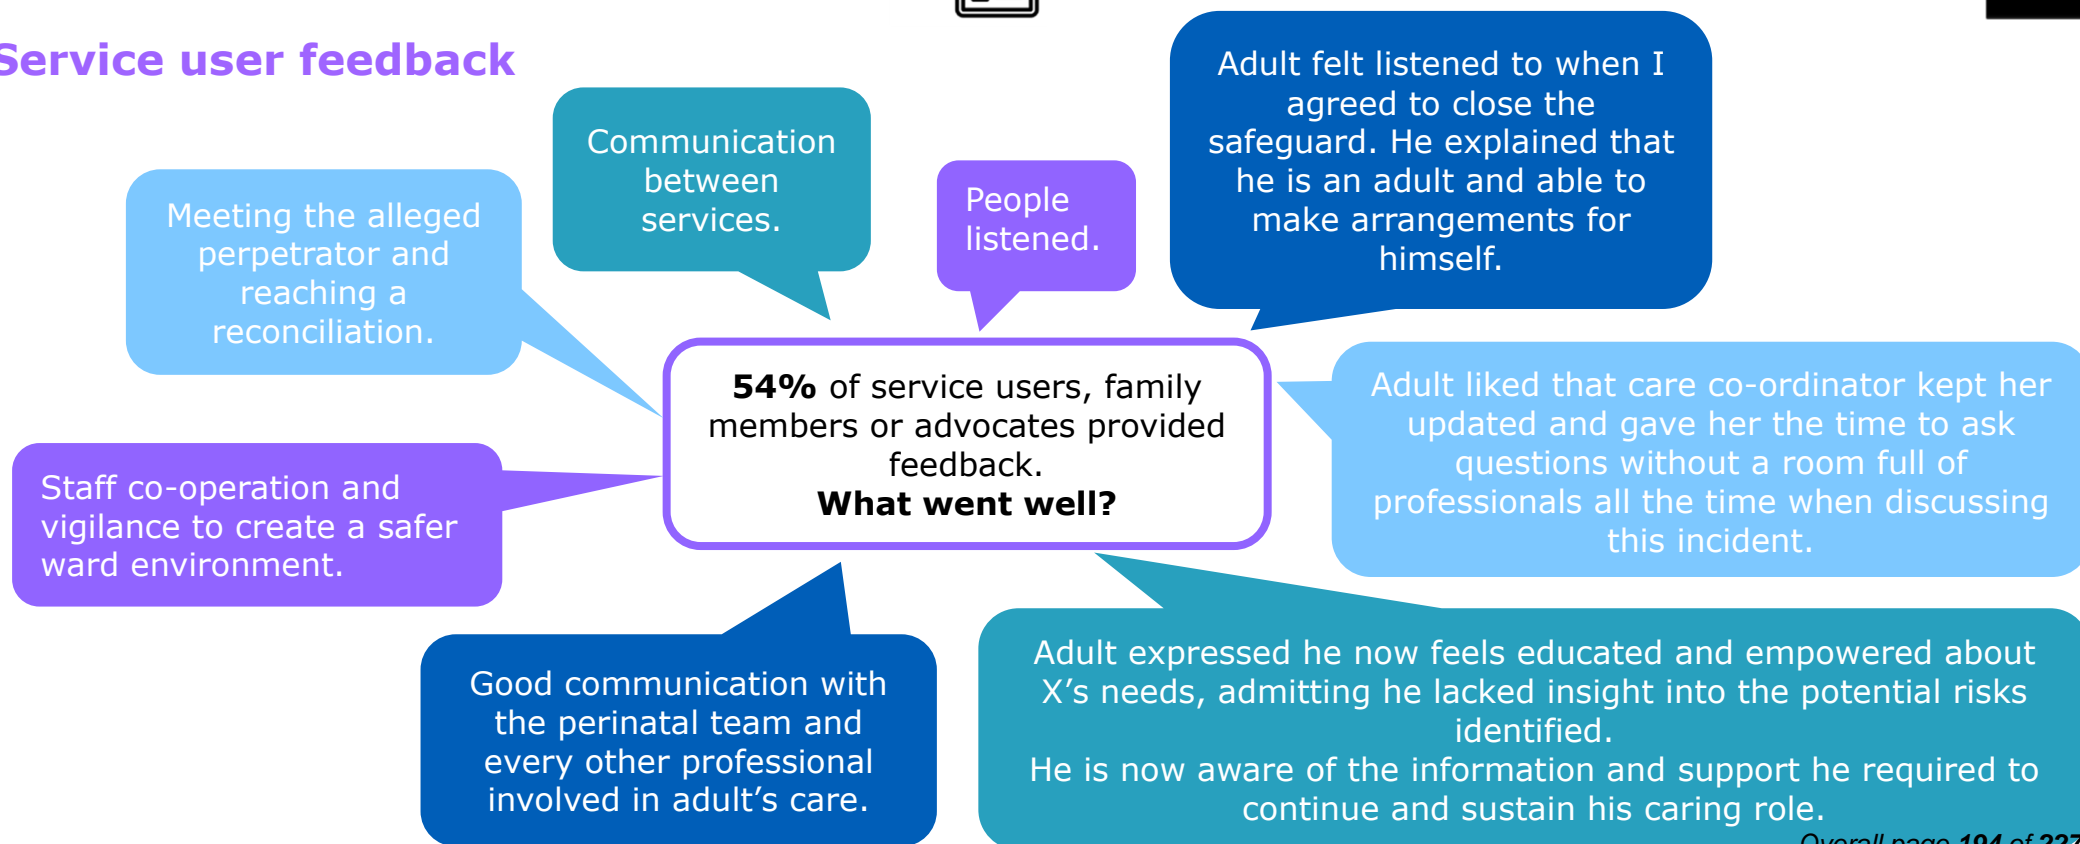 Service user feedback
Communication
between
services.
People
listened.
Adult felt listened to when I
agreed to close the
safeguard. He explained that
he is an adult and able to
make arrangements for
himself.
Meeting the alleged
perpetrator and
reaching a
reconciliation.
54% of service users, family
members or advocates provided
feedback.
What went well?
Adult liked that care co-ordinator kept her
updated and gave her the time to ask
questions without a room full of
professionals all the time when discussing
this incident.
Staff co-operation and
vigilance to create a safer
ward environment.
Good communication with
the perinatal team and
every other professional
involved in adult’s care.
Adult expressed he now feels educated and empowered about
X’s needs, admitting he lacked insight into the potential risks
identified.
He is now aware of the information and support he required to
continue and sustain his caring role.
Overall page 194 of 227